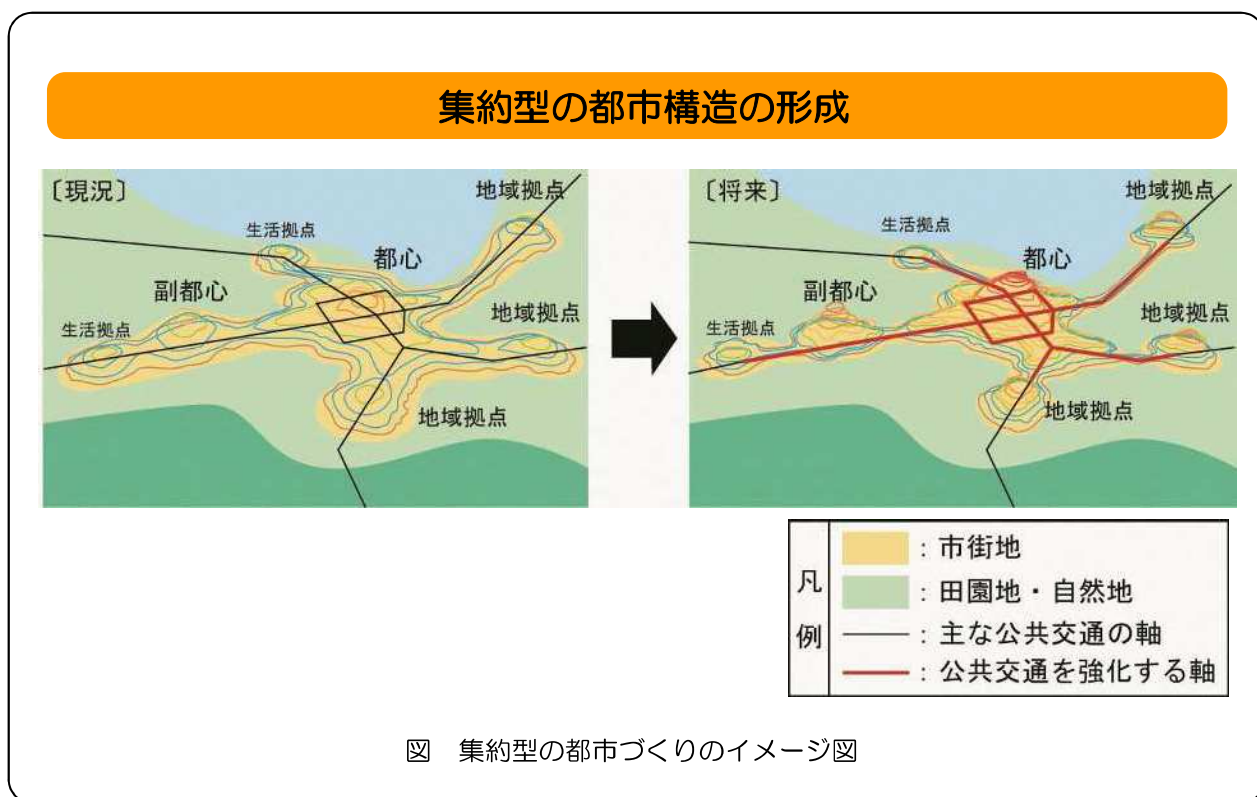 集約型の都市構造の形成
〔現況〕
地域拠点
生活拠点
都心
副都心
地域拠点
生活拠点
地域拠点
〔将来〕
地域拠点
生活拠点
都心
副都心
地域拠点
生活拠点
地域拠点
凡例
：市街地
：田園地・自然地
：主な公共交通の軸
：公共交通を強化する軸
図　集約型の都市づくりのイメージ図